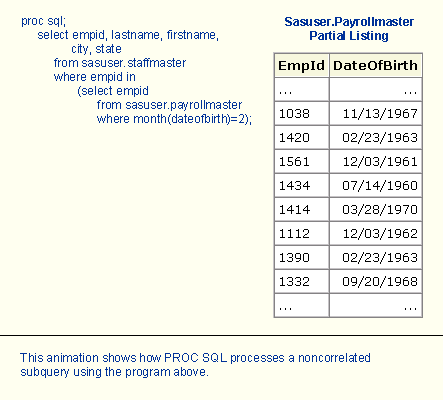 proc sql;
select empid, lastname, firstname,
city, state
from sasuser.staffmaster
where empid in
(select empid
from sasuser.payrollmaster
where month(dateofbirth)=2);
Sasuser.Payrollmaster
Partial Listing
EmpId DateOfBirth
... ...
1038 11/13/1967
1420 02/23/1963
1561 12/03/1961
1434 07/14/1960
1414 03/28/1970
1112 12/03/1962
1390 02/23/1963
1332 09/20/1968
... ...
This animation shows how PROC SQL processes a noncorrelated
subquery using the program above.